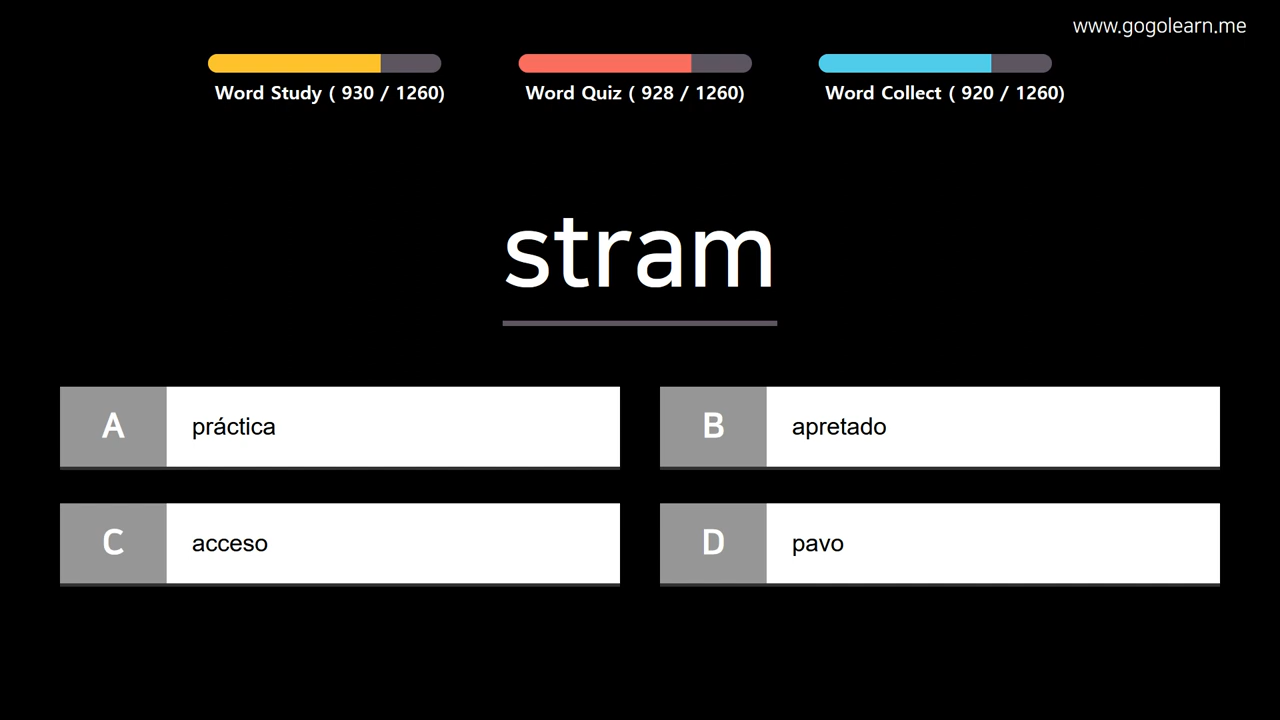 www.gogolearn.me
Word Study ( 930 / 1260)
Word Quiz ( 928 / 1260)
Word Collect ( 920 / 1260)
stram
A práctica
B apretado
C acceso
D pavo